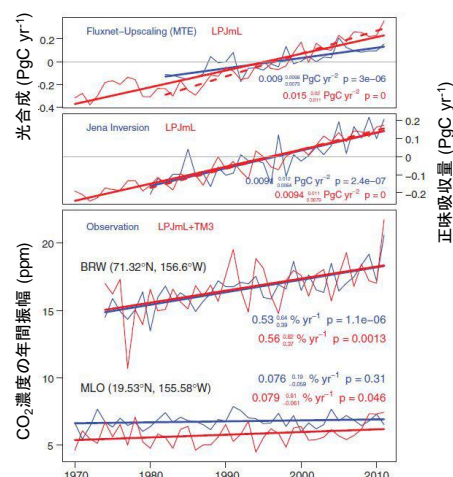 Fluxnet-Upscaling (MTE) LPJmL
0.2
0
-0.2
-0.4
光合成 (PgC yr⁻¹)
0.009 PgC yr⁻² p = 3e-06
0.015 PgC yr⁻² p = 0
Jena Inversion LPJmL
0.2
0.1
0
-0.1
-0.2
正味吸収量 (PgC yr⁻¹)
PgC yr⁻² p = 2.4e-07
0.0094 PgC yr⁻² p = 0
Observation LPJmL+TM3
20
15
10
5
CO₂濃度の年間振幅 (ppm)
BRW (71.32°N, 156.6°W)
0.53 % yr⁻¹ p = 1.1e-06
0.56 % yr⁻¹ p = 0.0013
0.076 % yr⁻¹ p = 0.31
MLO (19.53°N, 155.58°W)
0.079 % yr⁻¹ p = 0.046
1970 1980 1990 2000 2010